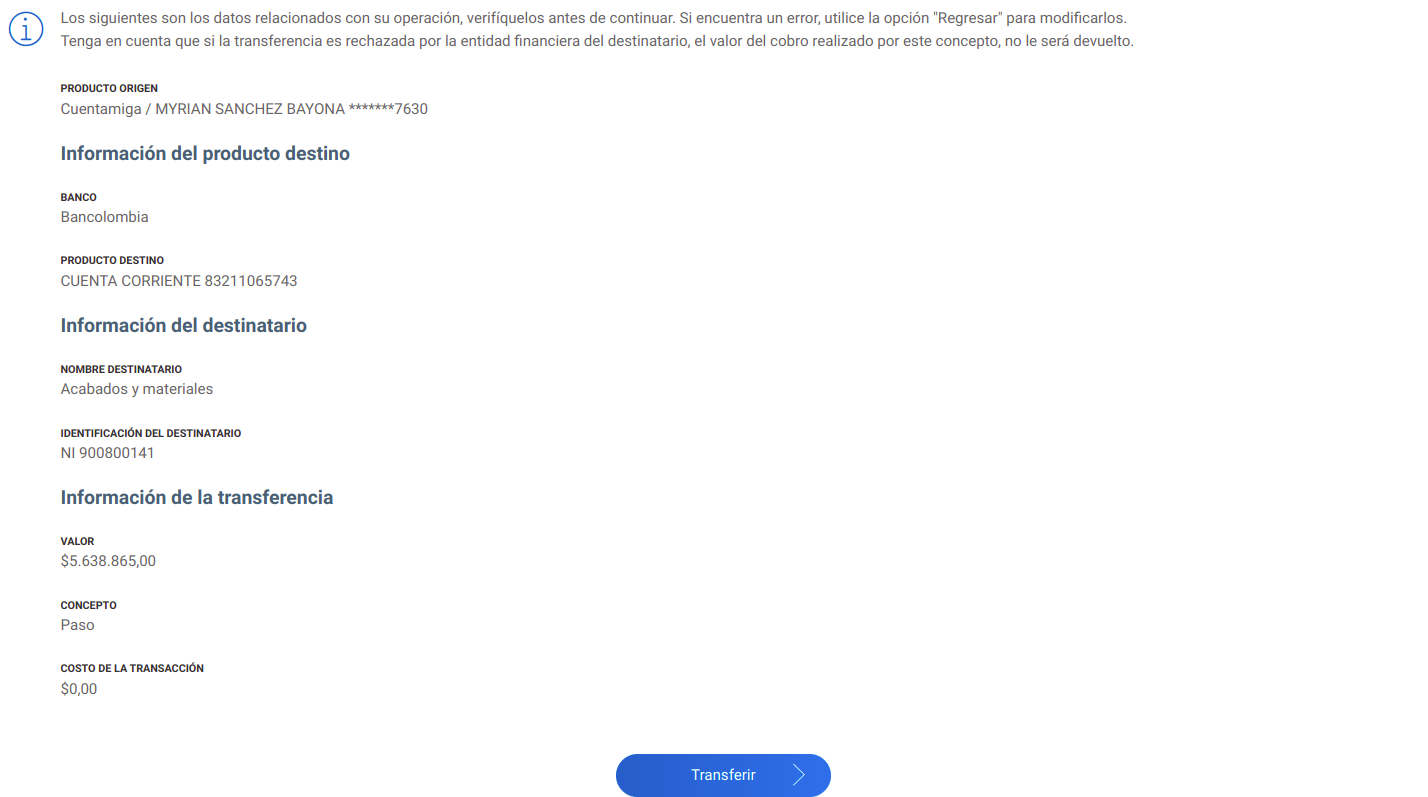 Los siguientes son los datos relacionados con su operación, verifíquelos antes de continuar. Si encuentra un error, utilice la opción "Regresar" para modificarlos.
Tenga en cuenta que si la transferencia es rechazada por la entidad financiera del destinatario, el valor del cobro realizado por este concepto, no le será devuelto.
PRODUCTO ORIGEN
Cuentamiga / MYRIAN SANCHEZ BAYONA *******7630
Información del producto destino
BANCO
Bancolombia
PRODUCTO DESTINO
CUENTA CORRIENTE 83211065743
Información del destinatario
NOMBRE DESTINATARIO
Acabados y materiales
IDENTIFICACIÓN DEL DESTINATARIO
NI 900800141
Información de la transferencia
VALOR
$5.638.865,00
CONCEPTO
Paso
COSTO DE LA TRANSACCIÓN
$0,00
Transferir